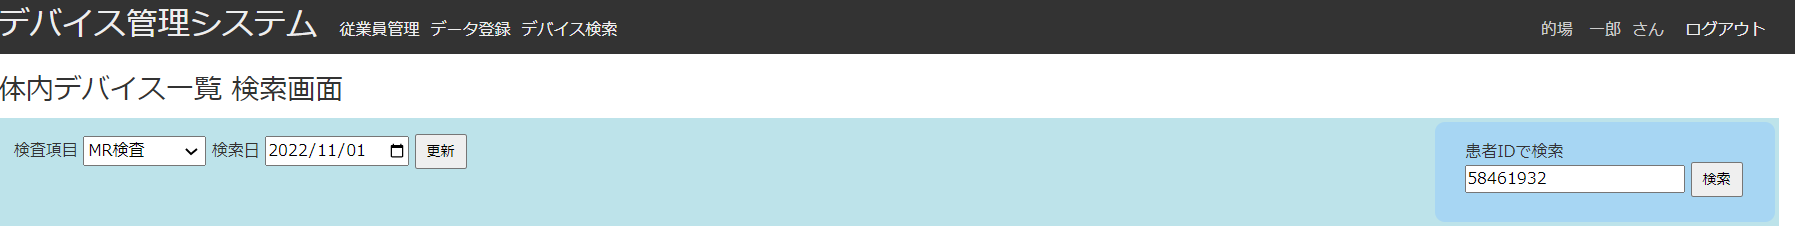 デバイス管理システム 従業員管理 データ登録 デバイス検索 的場 一郎 さん ログアウト
体内デバイス一覧 検索画面
検査項目 MR検査 検索日 2022/11/01 更新
患者IDで検索
58461932 検索